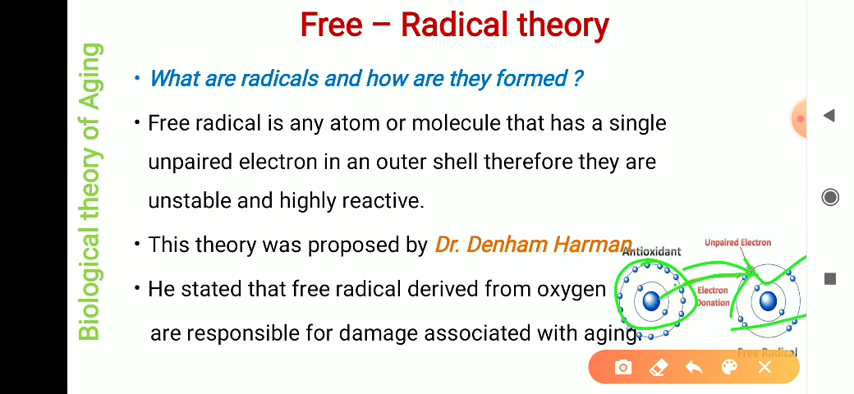 Free – Radical theory
Biological theory of Aging
• What are radicals and how are they formed ?
• Free radical is any atom or molecule that has a single
unpaired electron in an outer shell therefore they are
unstable and highly reactive.
• This theory was proposed by Dr. Denham Harman.
• He stated that free radical derived from oxygen
are responsible for damage associated with aging.
Antioxidant
Unpaired Electron
Electron
Donation
Free Radical